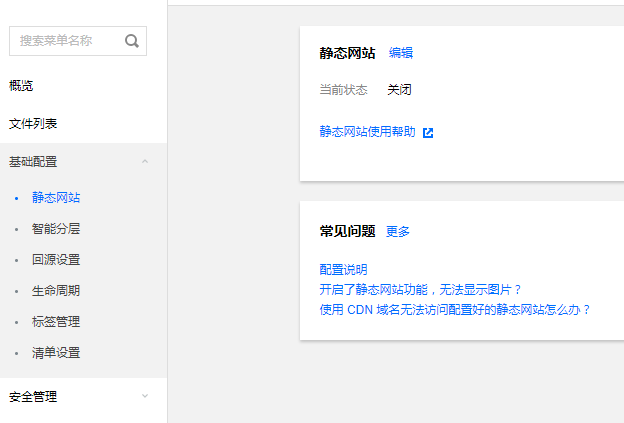 搜索菜单名称
概览
文件列表
基础配置
静态网站
智能分层
回源设置
生命周期
标签管理
清单设置
安全管理
静态网站 编辑
当前状态 关闭
静态网站使用帮助
常见问题 更多
配置说明
开启了静态网站功能，无法显示图片？
使用 CDN 域名无法访问配置好的静态网站怎么办？